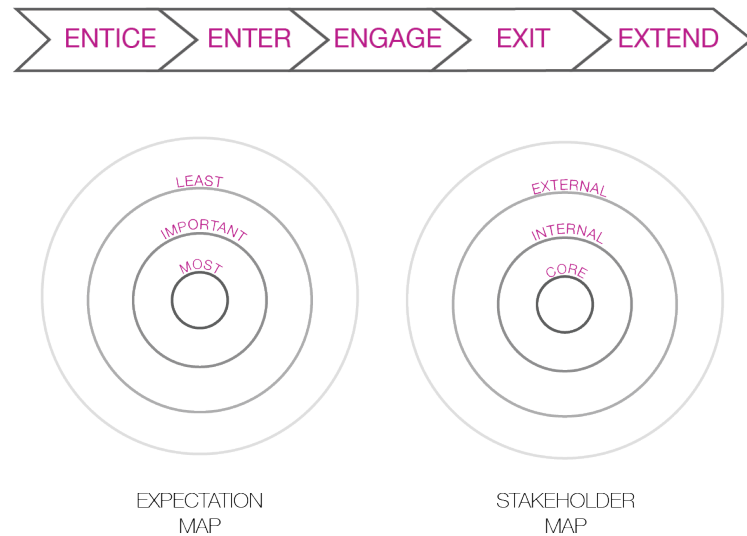 ENTICE ENTER ENGAGE EXIT EXTEND
LEAST
IMPORTANT
MOST
EXTERNAL
INTERNAL
CORE
EXPECTATION
MAP
STAKEHOLDER
MAP